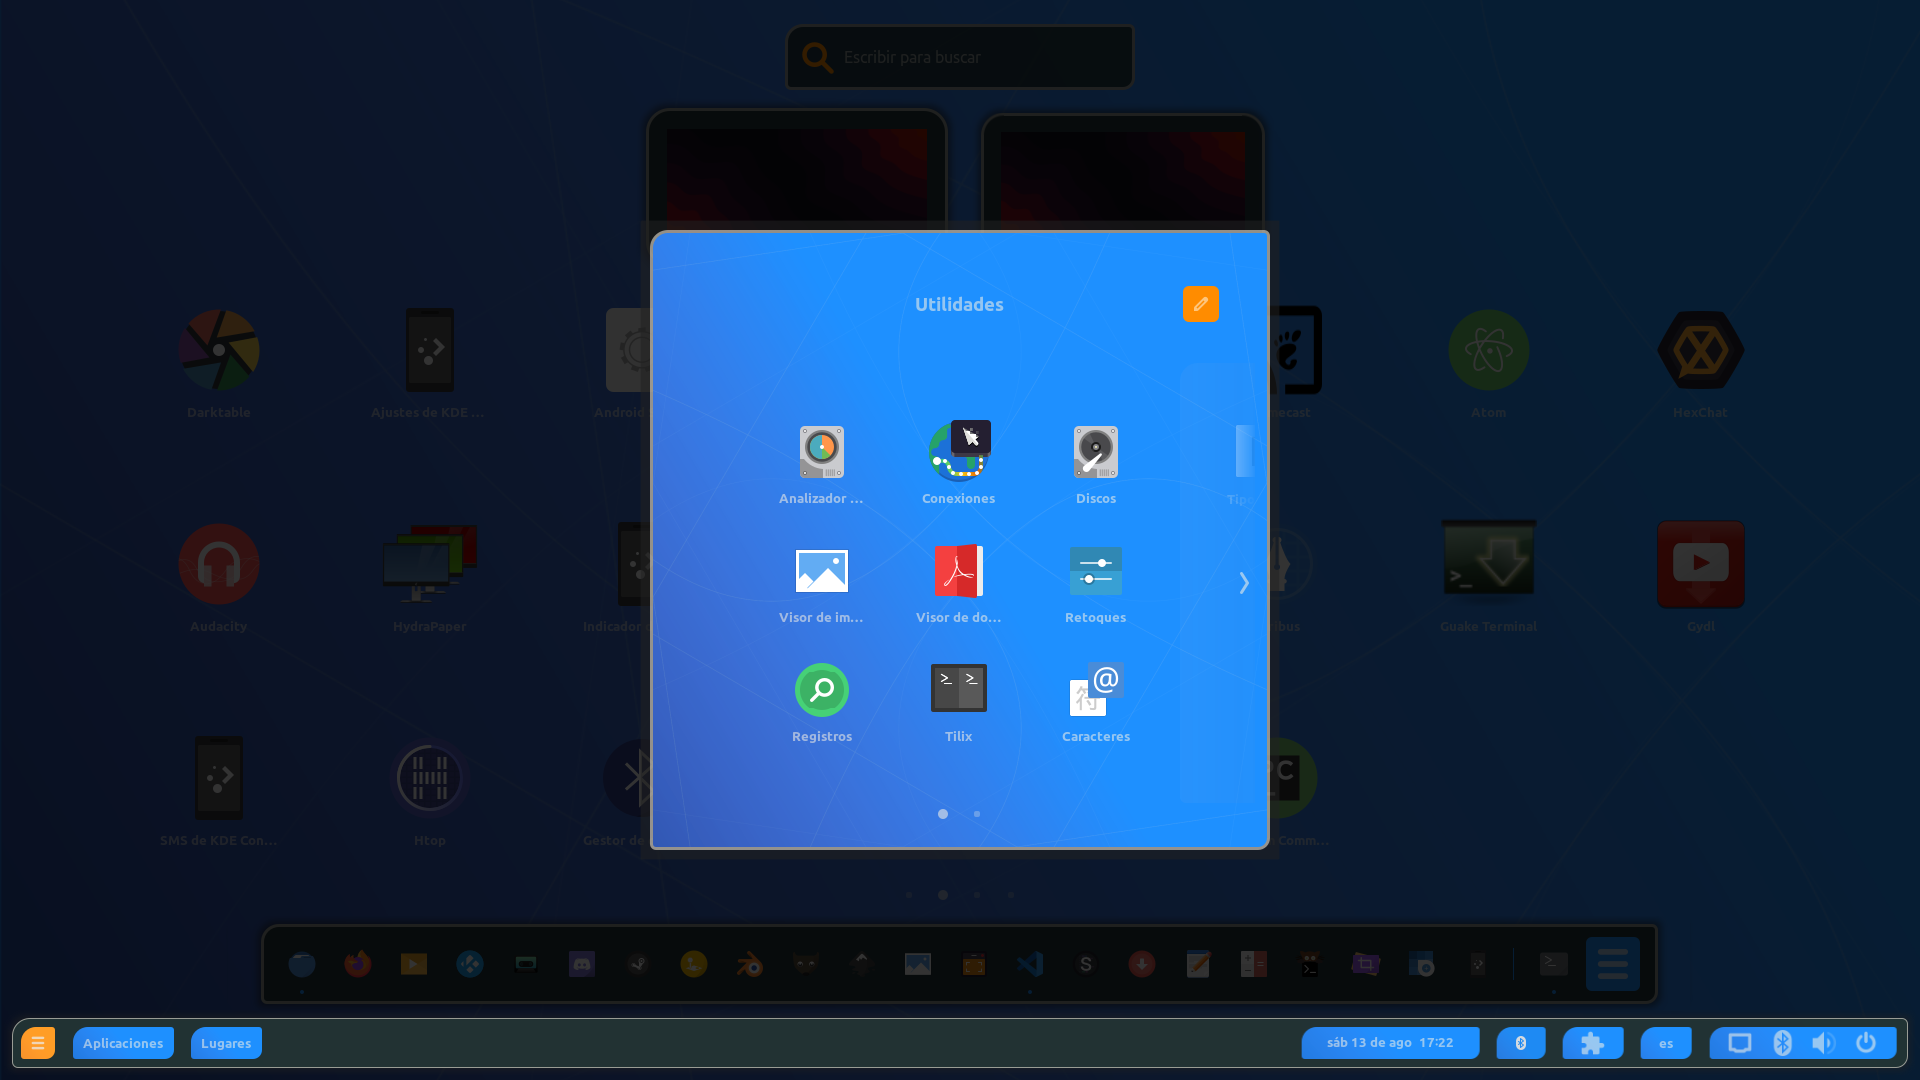 Escribir para buscar
Utilidades
Darktable
Ajustes de KDE ...
Android
ecast
Atom
HexChat
Analizador ...
Conexiones
Discos
Tipo
Visor de im...
Visor de do...
Retoques
Audacity
HydraPaper
Indicador
ibus
Guake Terminal
Gydl
Registros
Tilix
Caracteres
SMS de KDE Con...
Htop
Gestor de
Comm...
Aplicaciones
Lugares
sáb 13 de ago 17:22
es